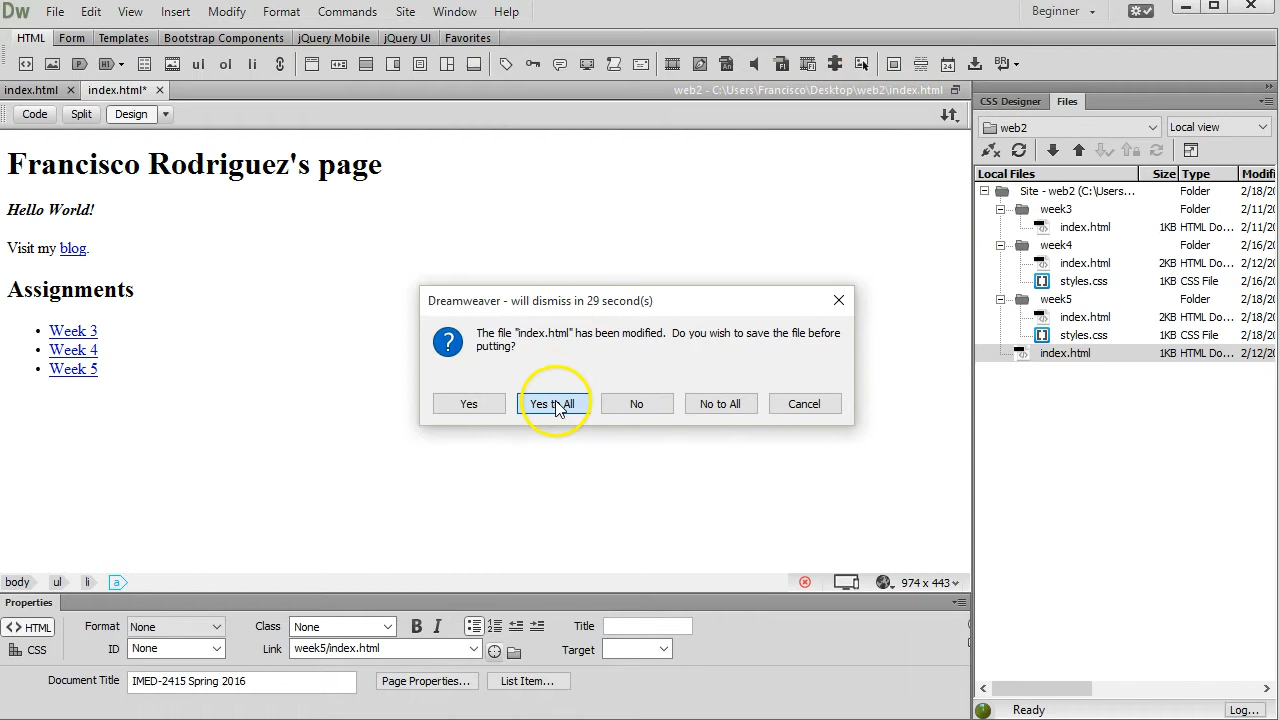 Dw File Edit View Insert Modify Format Commands Site Window Help Beginner
HTML Form Templates Bootstrap Components jQuery Mobile jQuery UI Favorites
ul ol li
index.html × index.html* × web2 - C:\Users\Francisco\Desktop\web2\index.html
Code Split Design
Francisco Rodriguez's page
Hello World!
Visit my blog.
Assignments
• Week 3
• Week 4
• Week 5
Dreamweaver - will dismiss in 29 second(s)
The file "index.html" has been modified. Do you wish to save the file before
putting?
Yes Yes to All No No to All Cancel
body ul li a 974 x 443
Properties
HTML Format None Class None B I Title
CSS ID None Link week5/index.html Target
Document Title IMED-2415 Spring 2016 Page Properties... List Item...
CSS Designer Files
web2 Local view
Local Files Size Type Modifi
Site - web2 (C:\Users... Folder 2/18/20
week3 Folder 2/11/20
index.html 1KB HTML Do... 2/11/20
week4 Folder 2/16/20
index.html 2KB HTML Do... 2/12/20
styles.css 1KB CSS File 2/16/20
week5 Folder 2/18/20
index.html 2KB HTML Do... 2/18/20
styles.css 1KB CSS File 2/18/20
index.html 1KB HTML Do... 2/12/20
Ready Log...